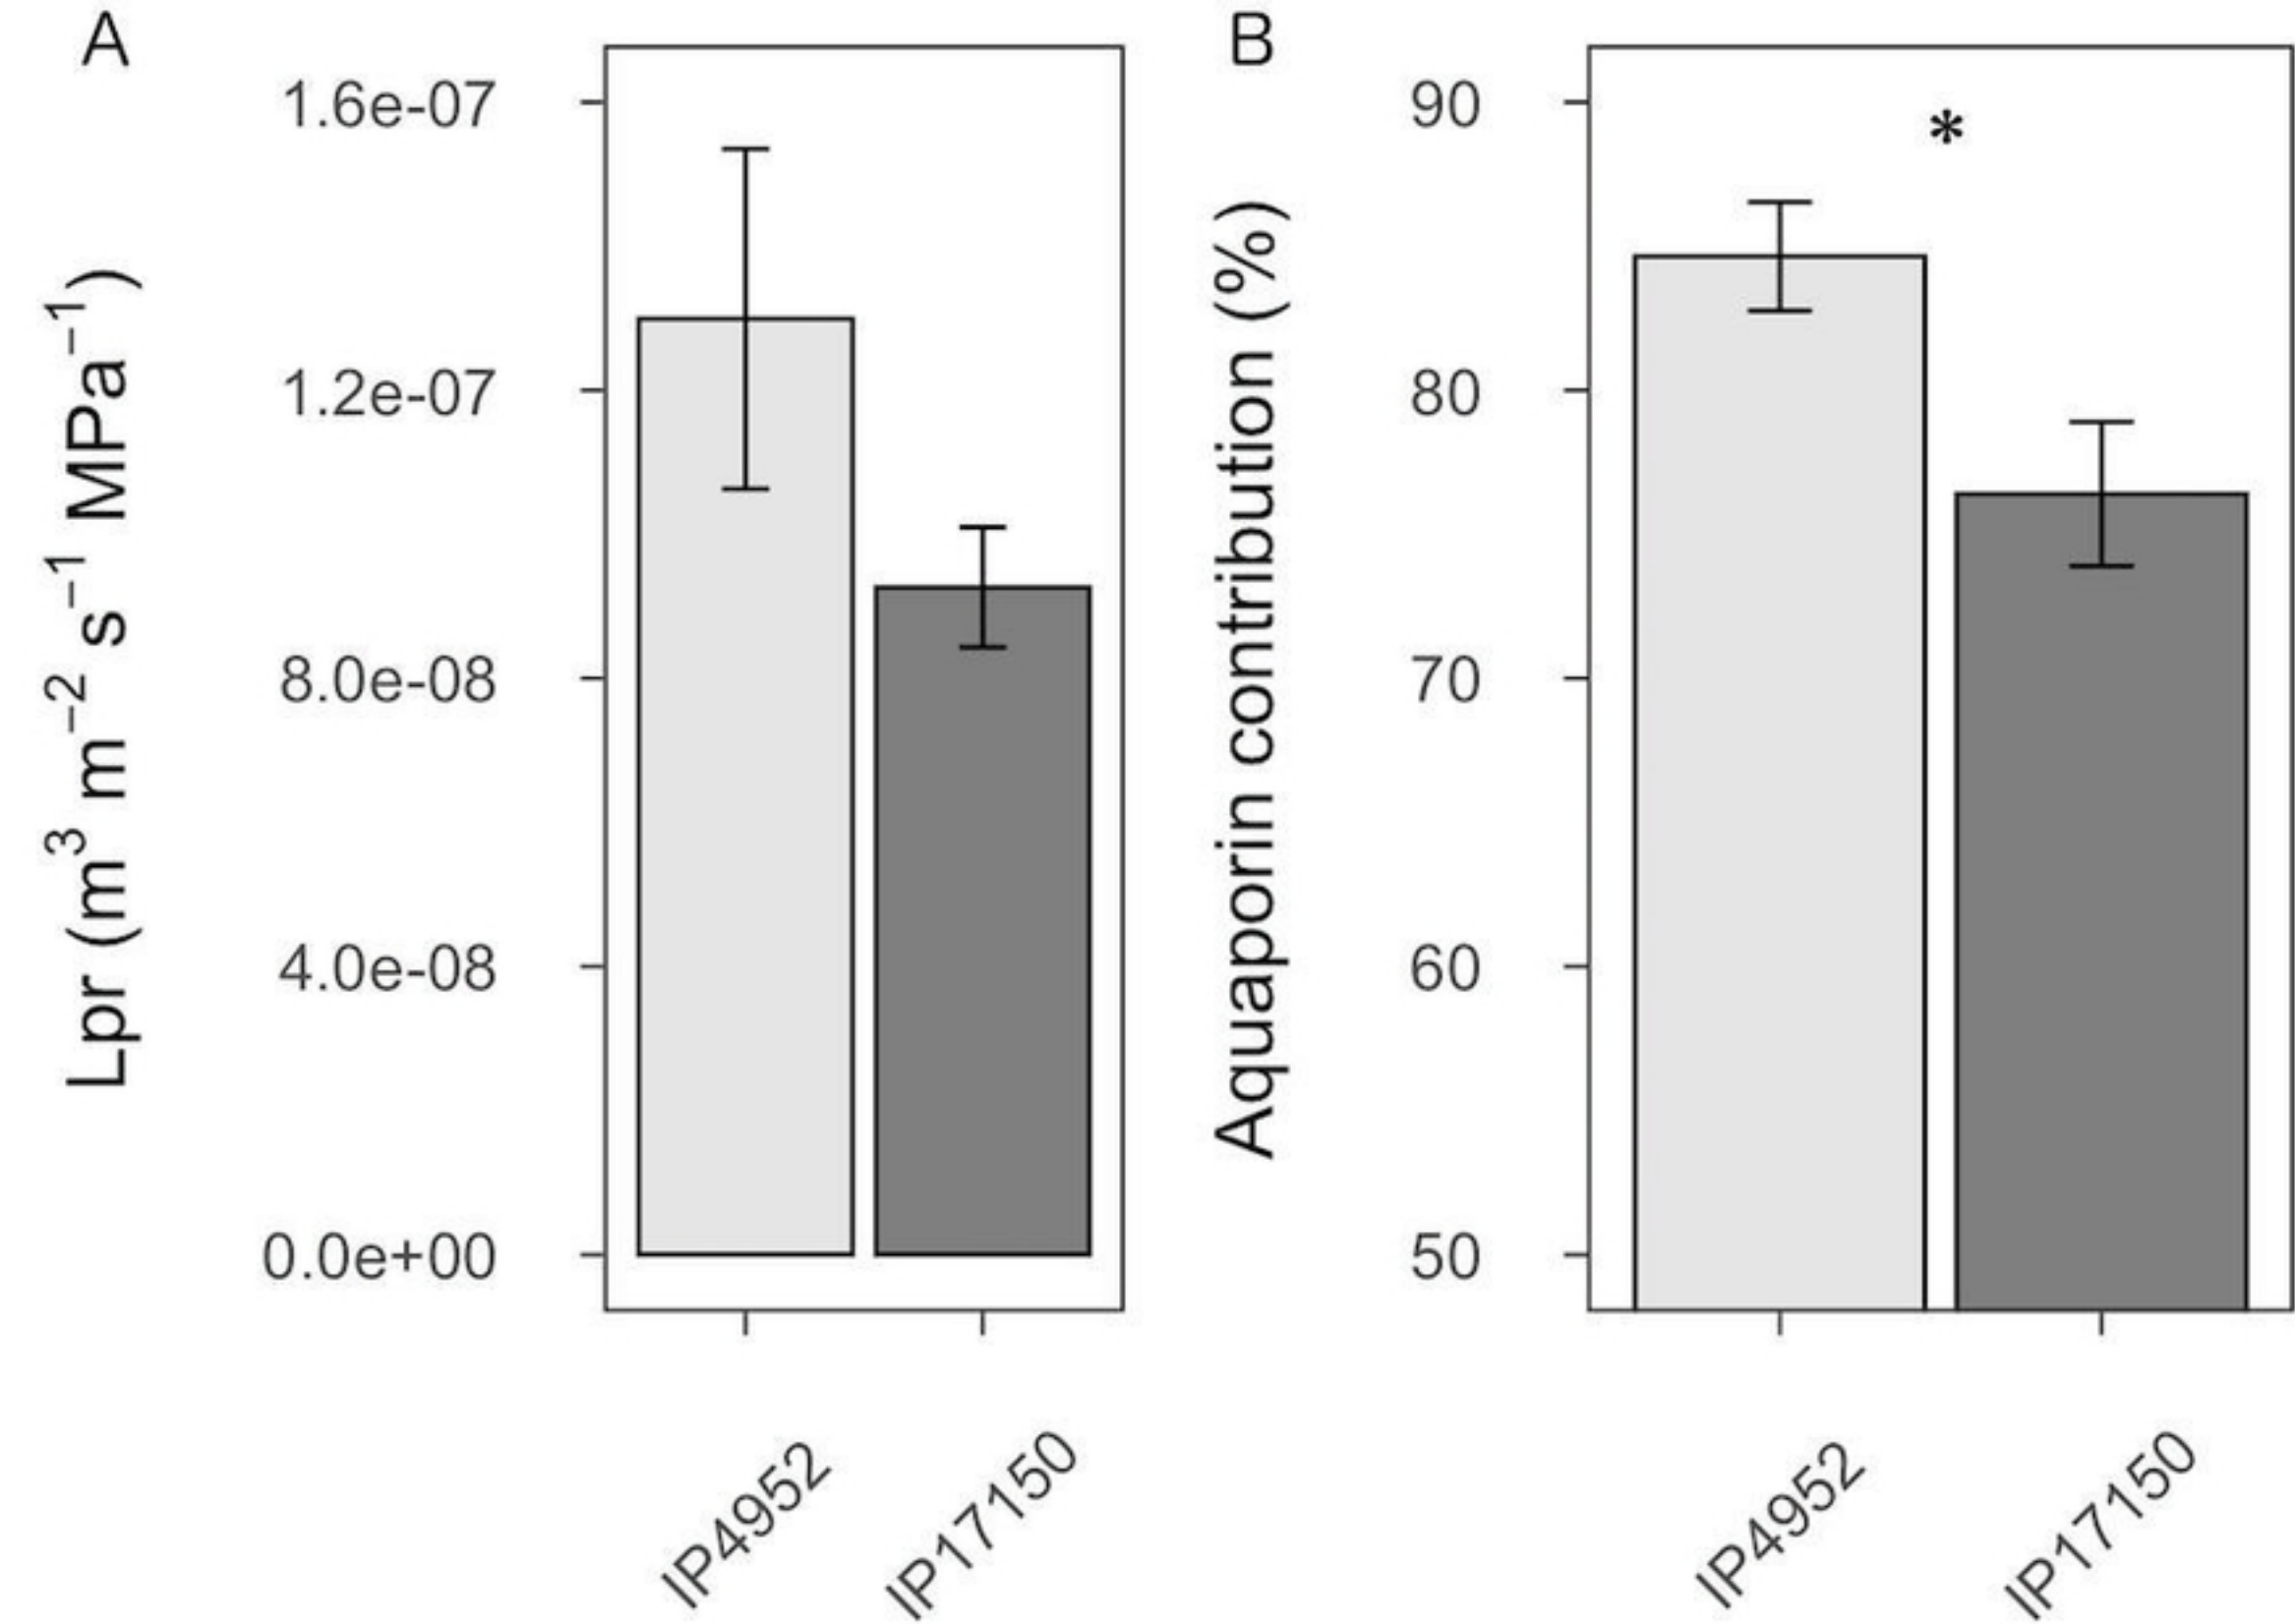 A
Lpr (m³ m⁻² s⁻¹ MPa⁻¹)
1.6e-07
1.2e-07
8.0e-08
4.0e-08
0.0e+00
IP4952
IP17150
B
Aquaporin contribution (%)
90
80
70
60
50
*
IP4952
IP17150